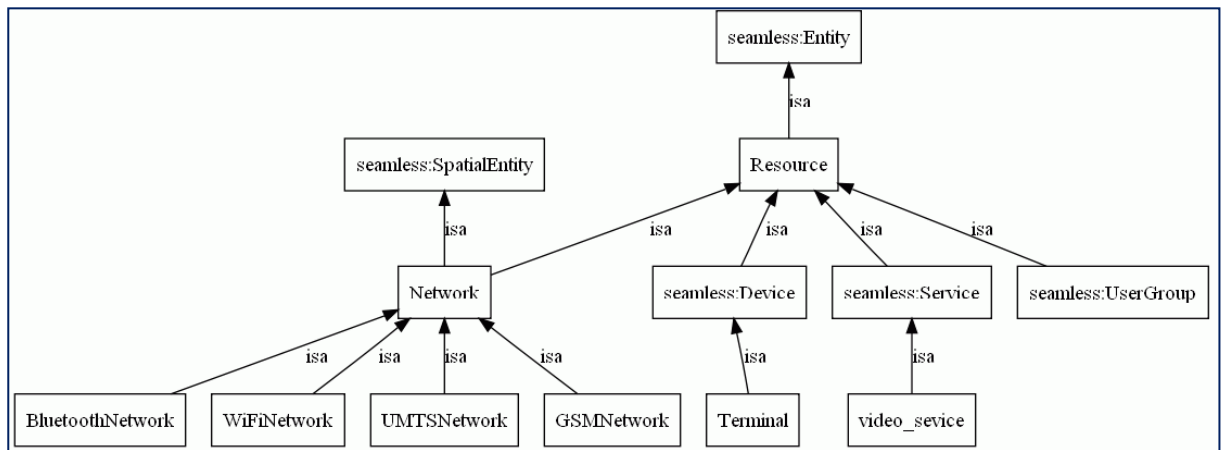 seamless:Entity
isa
seamless:SpatialEntity
Resource
isa
isa
isa
isa
isa
Network
seamless:Device
seamless:Service
seamless:UserGroup
isa
isa
isa
isa
isa
isa
BluetoothNetwork
WiFiNetwork
UMTSNetwork
GSMNetwork
Terminal
video_sevice